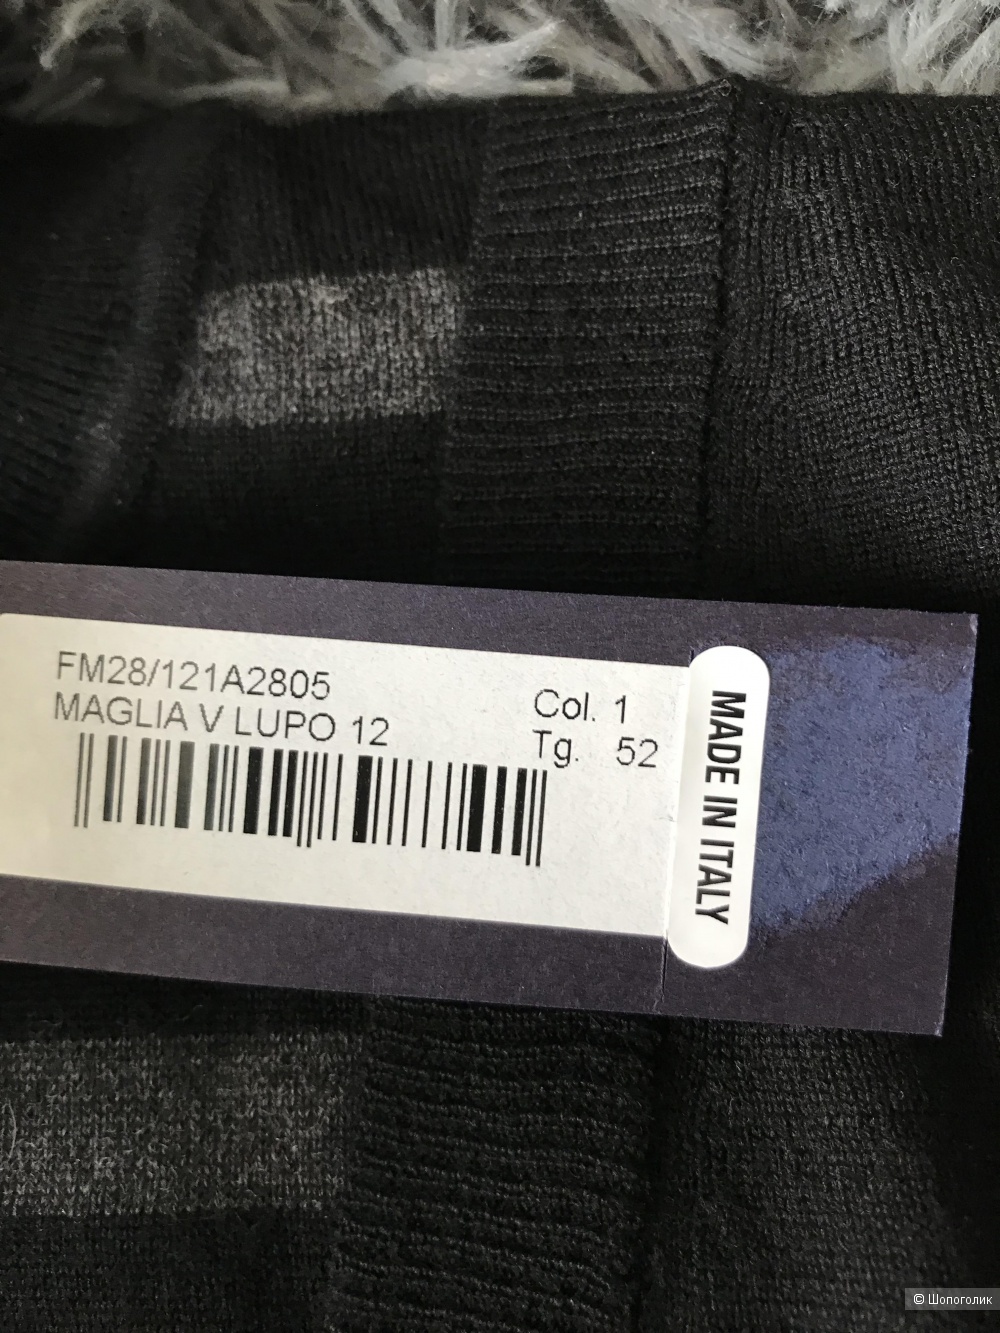 FM28/121A2805
MAGLIA V LUPO 12
Col. 1
Tg. 52
MADE IN ITALY
© Шопоголик